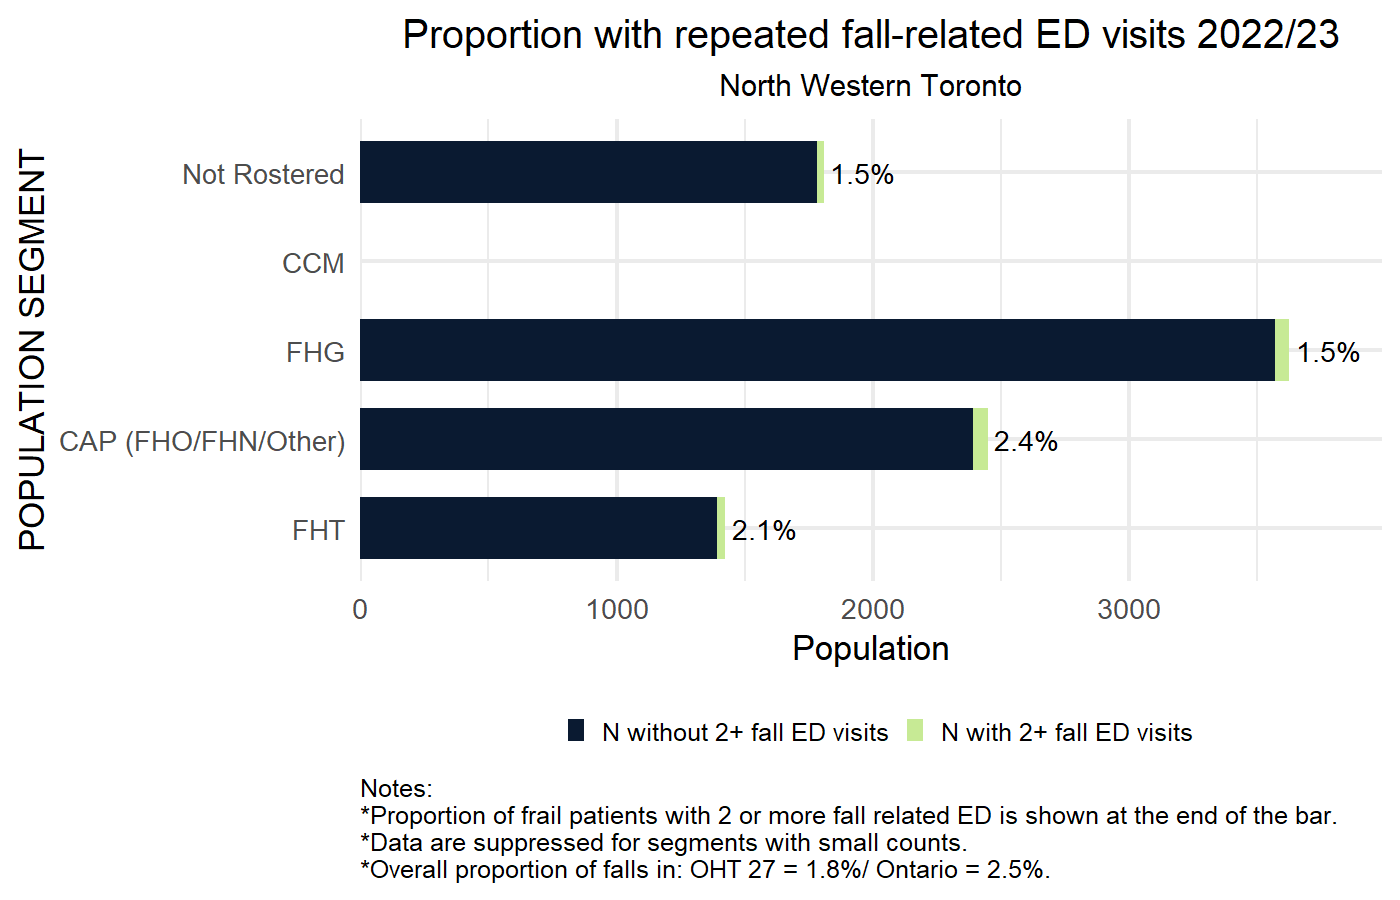 Proportion with repeated fall-related ED visits 2022/23
North Western Toronto
POPULATION SEGMENT
Not Rostered
1.5%
CCM
FHG
1.5%
CAP (FHO/FHN/Other)
2.4%
FHT
2.1%
0
1000
2000
3000
Population
N without 2+ fall ED visits
N with 2+ fall ED visits
Notes:
*Proportion of frail patients with 2 or more fall related ED is shown at the end of the bar.
*Data are suppressed for segments with small counts.
*Overall proportion of falls in: OHT 27 = 1.8%/ Ontario = 2.5%.